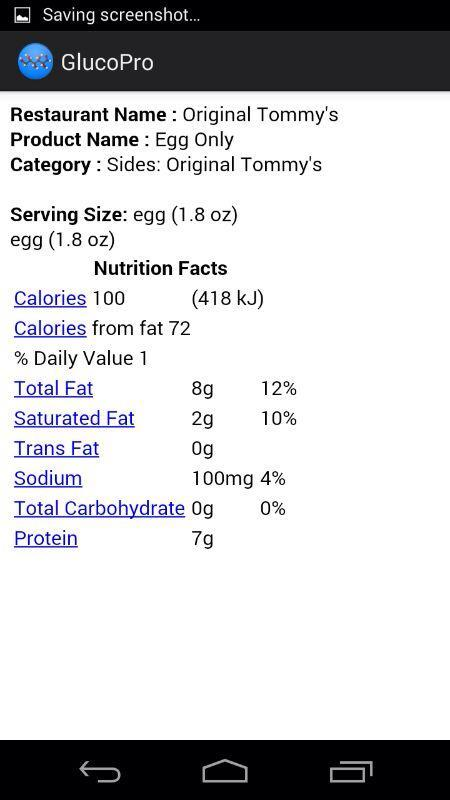 Saving screenshot...
GlucoPro
Restaurant Name : Original Tommy's
Product Name : Egg Only
Category : Sides: Original Tommy's
Serving Size: egg (1.8 oz)
egg (1.8 oz)
Nutrition Facts
Calories 100 (418 kJ)
Calories from fat 72
% Daily Value 1
Total Fat 8g 12%
Saturated Fat 2g 10%
Trans Fat 0g
Sodium 100mg 4%
Total Carbohydrate 0g 0%
Protein 7g